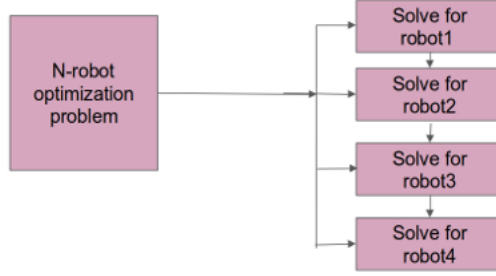 N-robot
optimization
problem
Solve for
robot1
Solve for
robot2
Solve for
robot3
Solve for
robot4